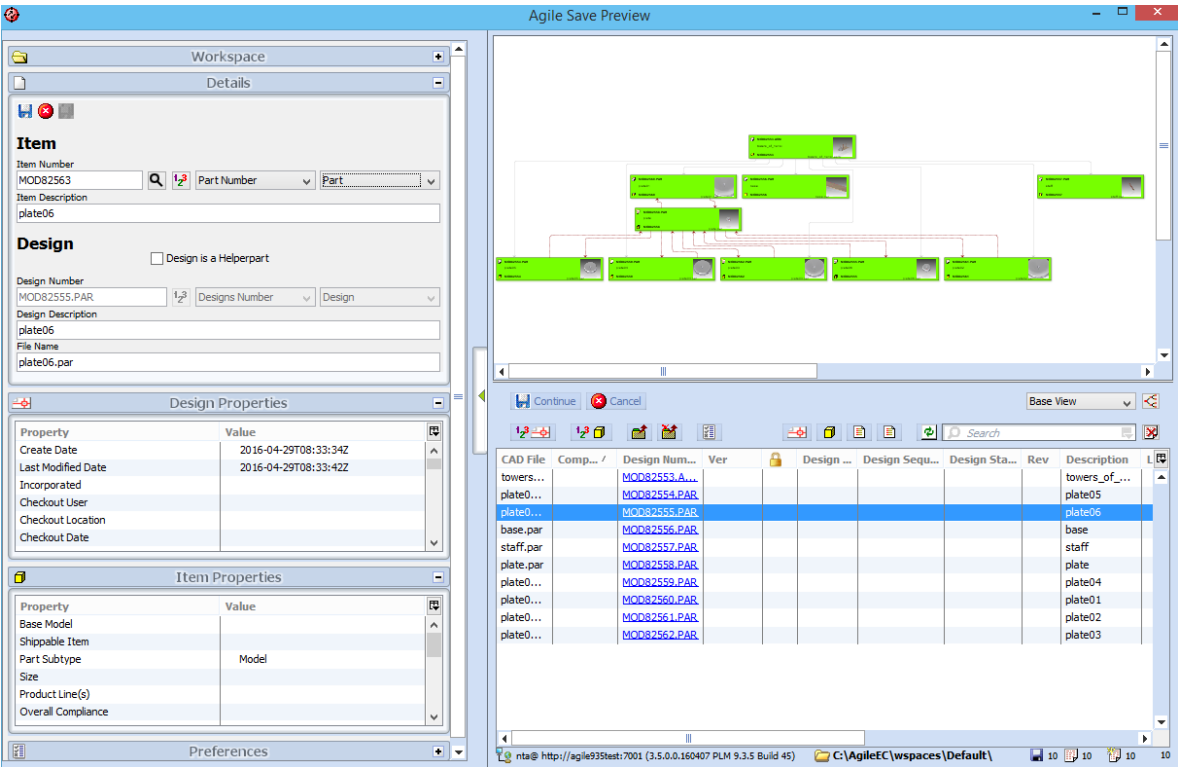 Agile Save Preview
Workspace
Details
Item
Item Number
MOD82563 Part Number Part
Item Description
plate06
Design
Design is a Helperpart
Design Number
MOD82555.PAR Designs Number Design
Design Description
plate06
File Name
plate06.par
Design Properties
Property Value
Create Date 2016-04-29T08:33:34Z
Last Modified Date 2016-04-29T08:33:42Z
Incorporated
Checkout User
Checkout Location
Checkout Date
Item Properties
Property Value
Base Model
Shippable Item
Part Subtype Model
Size
Product Line(s)
Overall Compliance
Preferences
Continue Cancel Base View
Search
CAD File Comp... / Design Num... Ver Design ... Design Sequ... Design Sta... Rev Description L
towers... MOD82553.A... towers_of_...
plate0... MOD82554.PAR plate05
plate0... MOD82555.PAR plate06
base.par MOD82556.PAR base
staff.par MOD82557.PAR staff
plate.par MOD82558.PAR plate
plate0... MOD82559.PAR plate04
plate0... MOD82560.PAR plate01
plate0... MOD82561.PAR plate02
plate0... MOD82562.PAR plate03
nta@ http://agile935test:7001 (3.5.0.0.160407 PLM 9.3.5 Build 45) C:\AgileEC\wspaces\Default\ 10 10 10 10